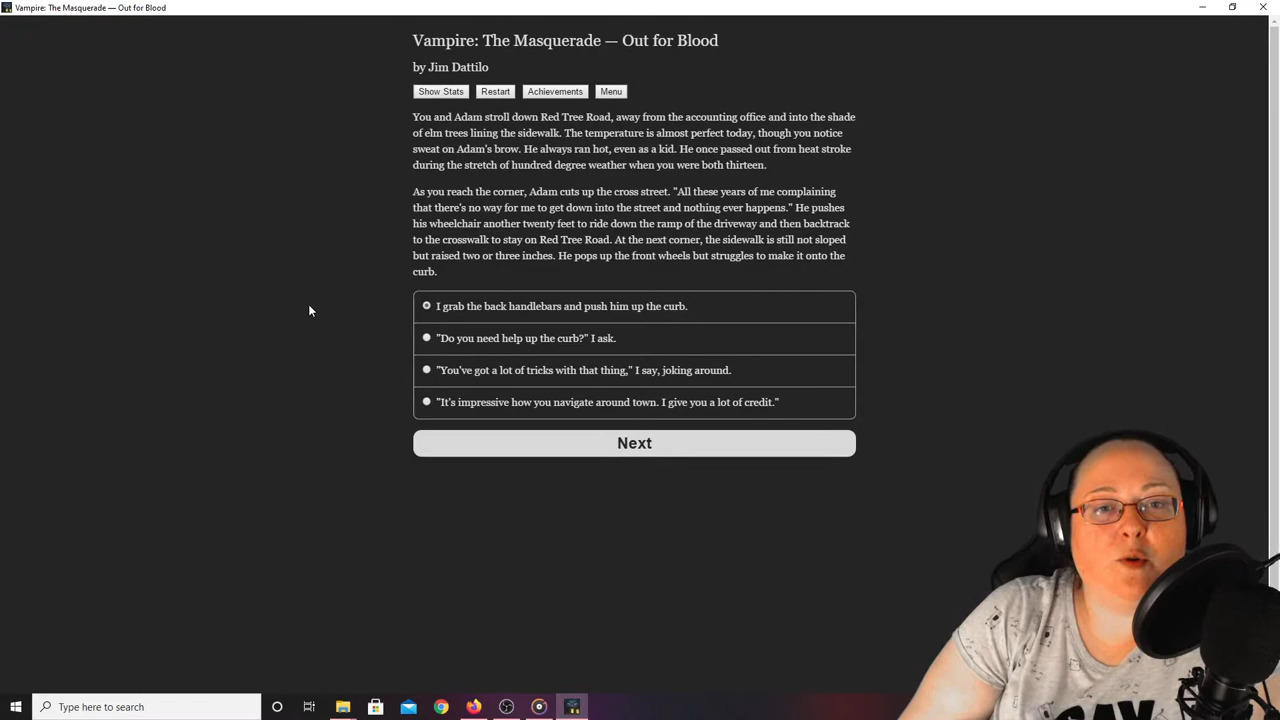 Vampire: The Masquerade — Out for Blood
Vampire: The Masquerade — Out for Blood
by Jim Dattilo
Show Stats Restart Achievements Menu
You and Adam stroll down Red Tree Road, away from the accounting office and into the shade
of elm trees lining the sidewalk. The temperature is almost perfect today, though you notice
sweat on Adam's brow. He always ran hot, even as a kid. He once passed out from heat stroke
during the stretch of hundred degree weather when you were both thirteen.
As you reach the corner, Adam cuts up the cross street. "All these years of me complaining
that there's no way for me to get down into the street and nothing ever happens." He pushes
his wheelchair another twenty feet to ride down the ramp of the driveway and then backtrack
to the crosswalk to stay on Red Tree Road. At the next corner, the sidewalk is still not sloped
but raised two or three inches. He pops up the front wheels but struggles to make it onto the
curb.
I grab the back handlebars and push him up the curb.
"Do you need help up the curb?" I ask.
"You've got a lot of tricks with that thing," I say, joking around.
"It's impressive how you navigate around town. I give you a lot of credit."
Next
SAY
Type here to search